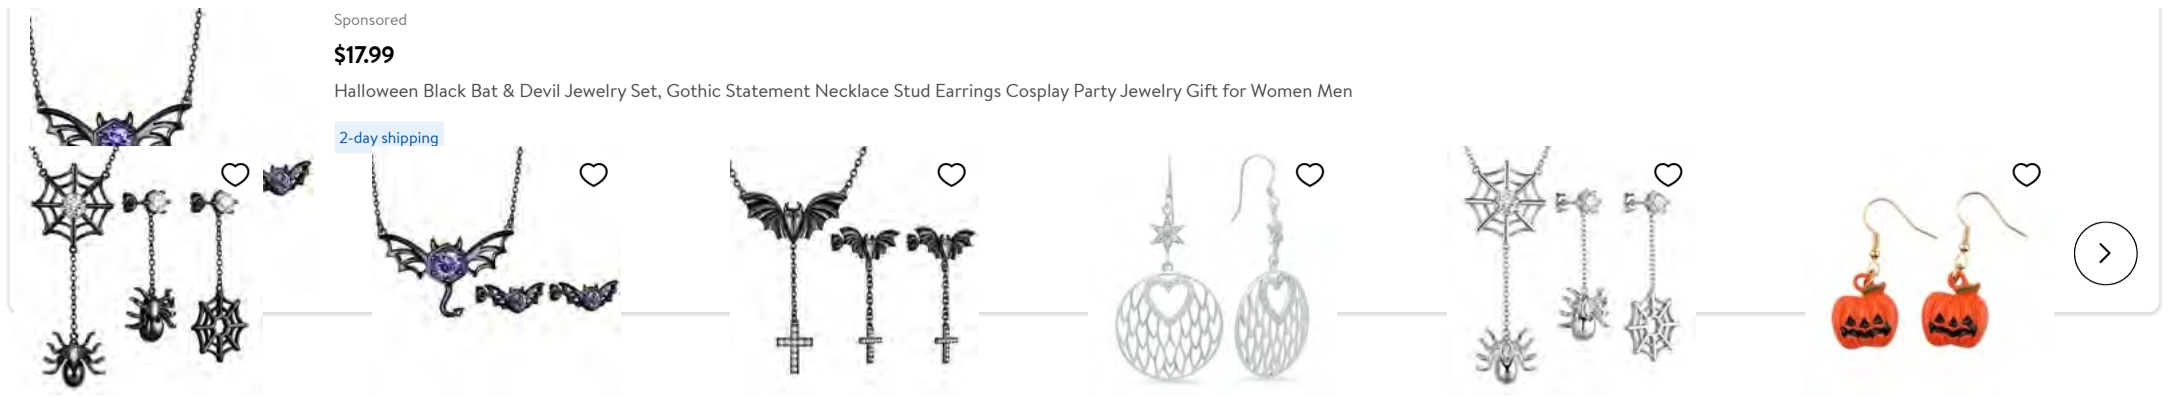 Sponsored
$17.99
Halloween Black Bat & Devil Jewelry Set, Gothic Statement Necklace Stud Earrings Cosplay Party Jewelry Gift for Women Men
2-day shipping